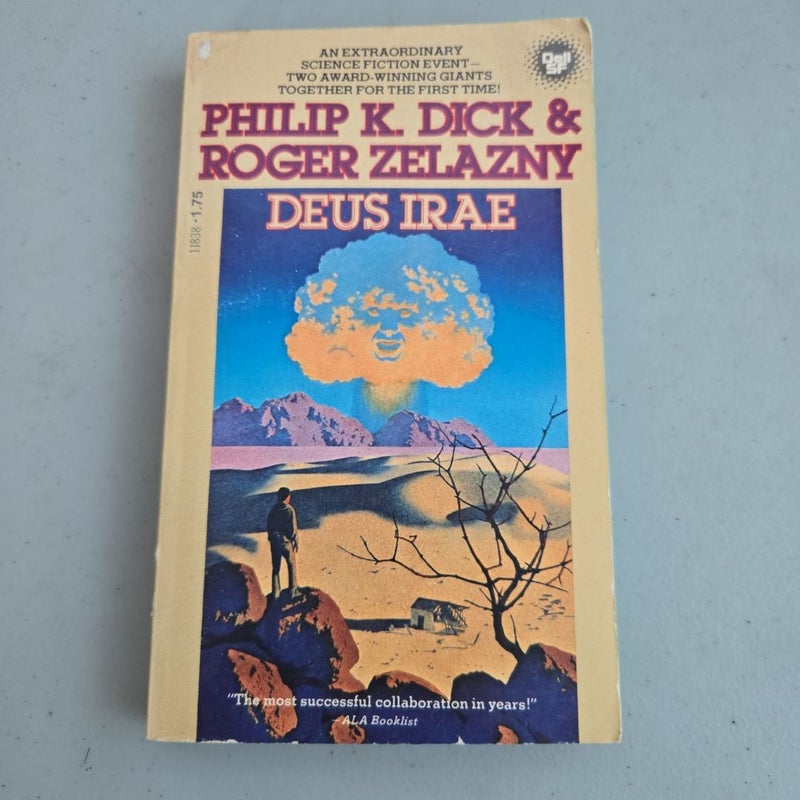 AN EXTRAORDINARY
SCIENCE FICTION EVENT—
TWO AWARD-WINNING GIANTS
TOGETHER FOR THE FIRST TIME!
Dell
SF
PHILIP K. DICK &
ROGER ZELAZNY
11838 • 1.75
DEUS IRAE
"The most successful collaboration in years!"
—ALA Booklist